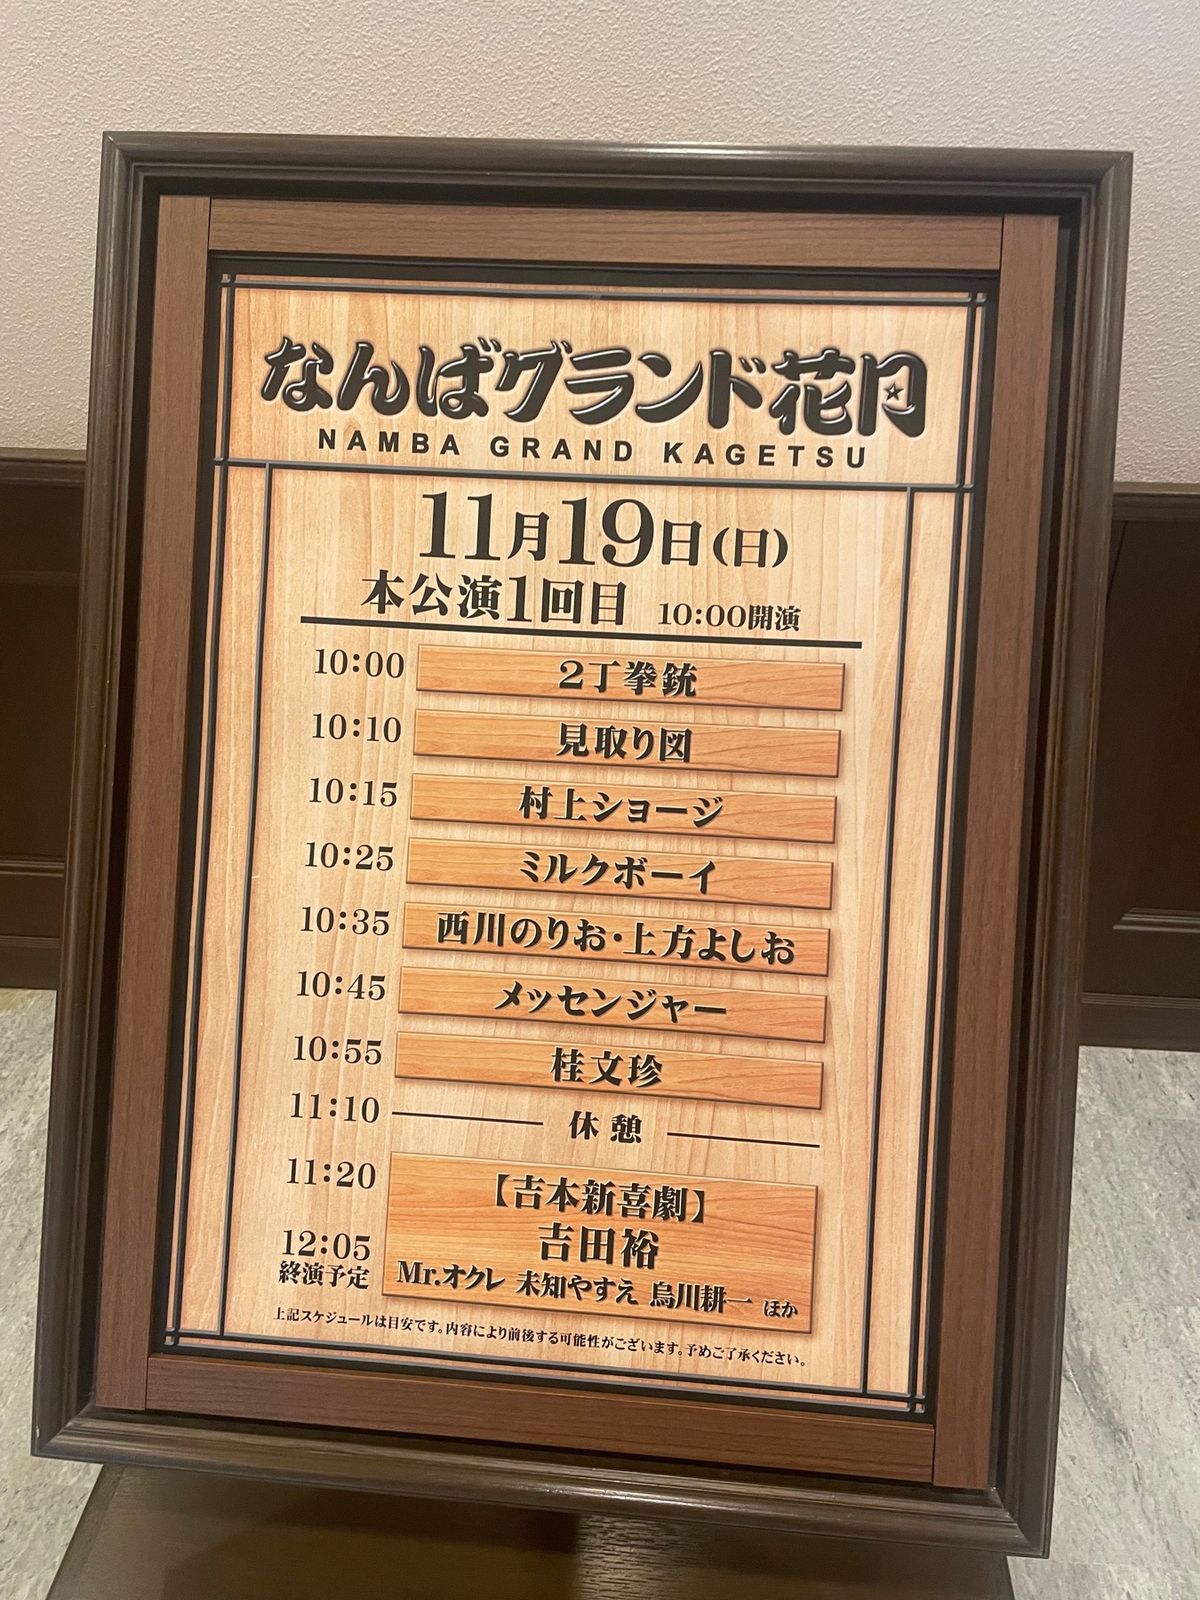 なんばグランド花月
NAMBA GRAND KAGETSU
11月19日(日)
本公演1回目 10:00開演
10:00 2丁拳銃
10:10 見取り図
10:15 村上ショージ
10:25 ミルクボーイ
10:35 西川のりお・上方よしお
10:45 メッセンジャー
10:55 桂文珍
11:10 休憩
11:20 【吉本新喜劇】
吉田裕
12:05
終演予定 Mr.オクレ 未知やすえ 烏川耕一 ほか
上記スケジュールは目安です。内容により前後する可能性がございます。予めご了承ください。